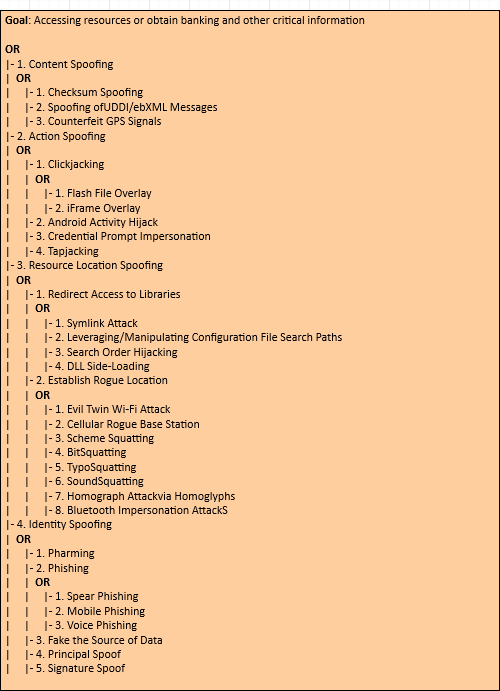 Goal: Accessing resources or obtain banking and other critical information
OR
|- 1. Content Spoofing
| OR
| |- 1. Checksum Spoofing
| |- 2. Spoofing ofUDDI/ebXML Messages
| |- 3. Counterfeit GPS Signals
|- 2. Action Spoofing
| OR
| |- 1. Clickjacking
| | OR
| | |- 1. Flash File Overlay
| | |- 2. iFrame Overlay
| |- 2. Android Activity Hijack
| |- 3. Credential Prompt Impersonation
| |- 4. Tapjacking
|- 3. Resource Location Spoofing
| OR
| |- 1. Redirect Access to Libraries
| | OR
| | |- 1. Symlink Attack
| | |- 2. Leveraging/Manipulating Configuration File Search Paths
| | |- 3. Search Order Hijacking
| | |- 4. DLL Side-Loading
| |- 2. Establish Rogue Location
| | OR
| | |- 1. Evil Twin Wi-Fi Attack
| | |- 2. Cellular Rogue Base Station
| | |- 3. Scheme Squatting
| | |- 4. BitSquatting
| | |- 5. TypoSquatting
| | |- 6. SoundSquatting
| | |- 7. Homograph Attackvia Homoglyphs
| | |- 8. Bluetooth Impersonation AttackS
|- 4. Identity Spoofing
| OR
| |- 1. Pharming
| |- 2. Phishing
| | OR
| | |- 1. Spear Phishing
| | |- 2. Mobile Phishing
| | |- 3. Voice Phishing
| |- 3. Fake the Source of Data
| |- 4. Principal Spoof
| |- 5. Signature Spoof